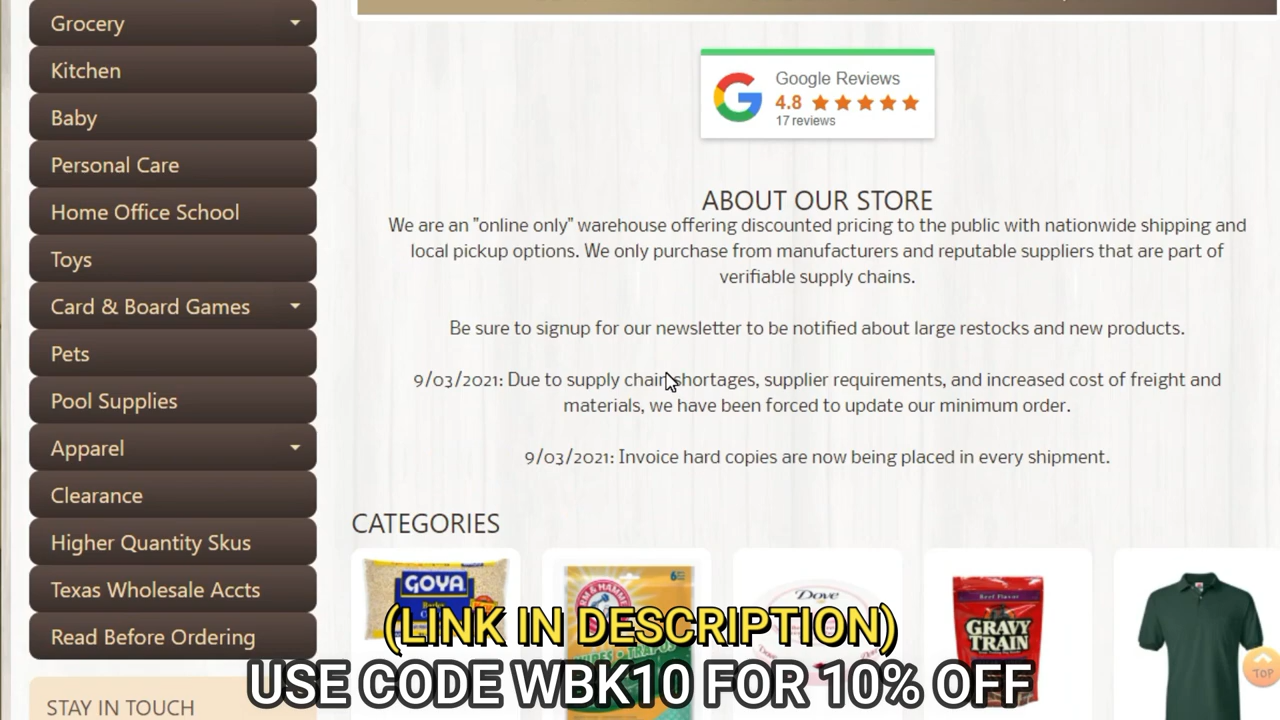 Grocery
Kitchen
Baby
Personal Care
Home Office School
Toys
Card & Board Games
Pets
Pool Supplies
Apparel
Clearance
Higher Quantity Skus
Texas Wholesale Accts
Read Before Ordering
STAY IN TOUCH
Google Reviews
4.8
17 reviews
ABOUT OUR STORE
We are an "online only" warehouse offering discounted pricing to the public with nationwide shipping and
local pickup options. We only purchase from manufacturers and reputable suppliers that are part of
verifiable supply chains.
Be sure to signup for our newsletter to be notified about large restocks and new products.
9/03/2021: Due to supply chain shortages, supplier requirements, and increased cost of freight and
materials, we have been forced to update our minimum order.
9/03/2021: Invoice hard copies are now being placed in every shipment.
CATEGORIES
GOYA
Dove
Beef Flavor
GRAVY
TRAIN
TOP
(LINK IN DESCRIPTION)
USE CODE WBK10 FOR 10% OFF